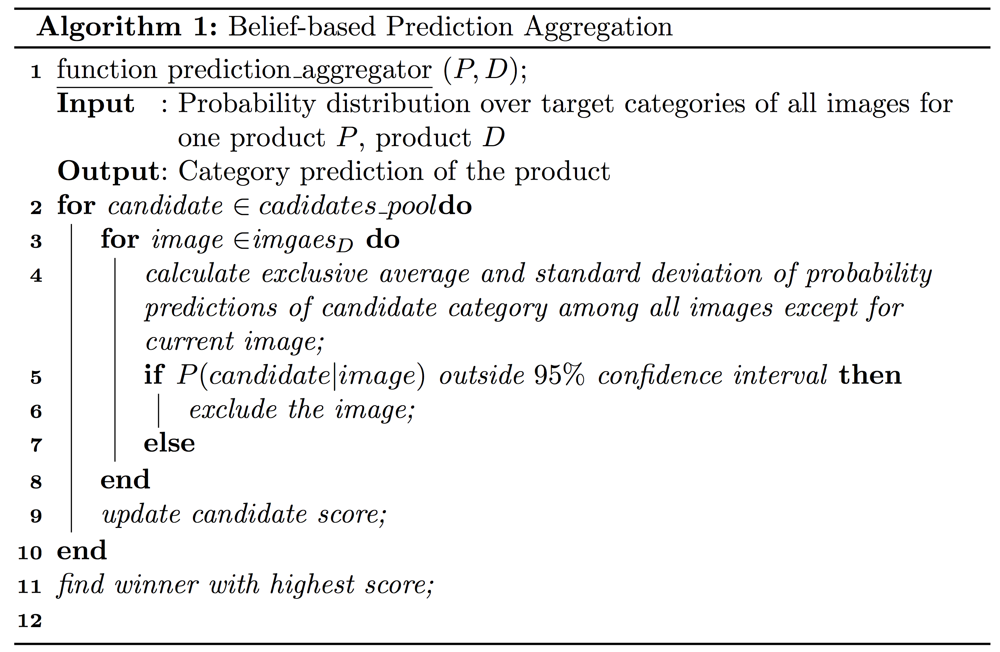 Algorithm 1: Belief-based Prediction Aggregation
1 function prediction_aggregator (P, D);
Input : Probability distribution over target categories of all images for
one product P, product D
Output: Category prediction of the product
2 for candidate ∈ cadidates_pool do
3 for image ∈ imgaes_D do
4 calculate exclusive average and standard deviation of probability
predictions of candidate category among all images except for
current image;
5 if P(candidate|image) outside 95% confidence interval then
6 exclude the image;
7 else
8 end
9 update candidate score;
10 end
11 find winner with highest score;
12